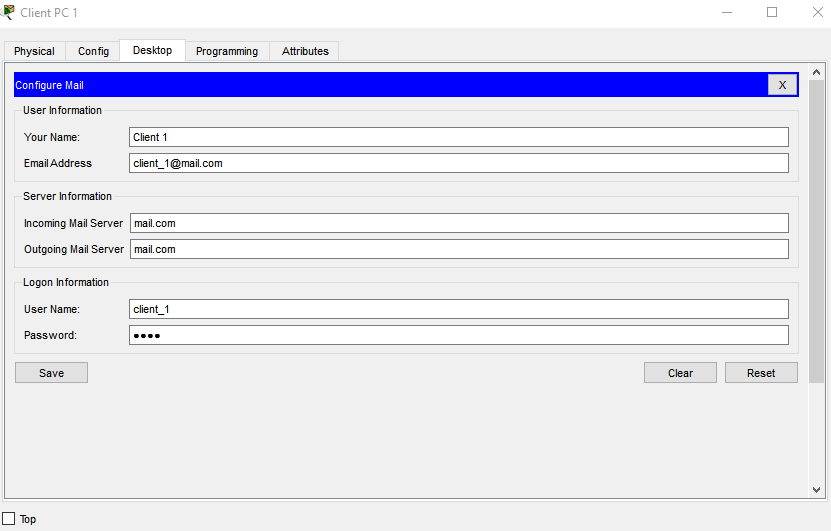 Client PC 1
Physical Config Desktop Programming Attributes
Configure Mail X
User Information
Your Name: Client 1
Email Address client_1@mail.com
Server Information
Incoming Mail Server mail.com
Outgoing Mail Server mail.com
Logon Information
User Name: client_1
Password: ●●●●
Save Clear Reset
Top